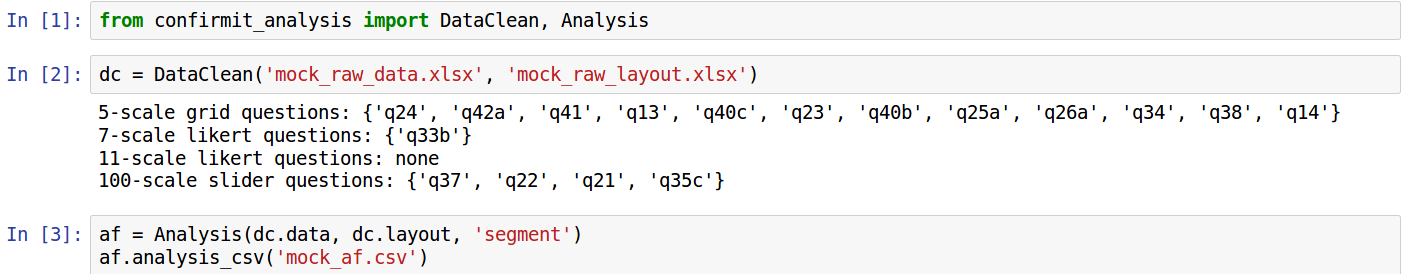 In [1]: from confirmit_analysis import DataClean, Analysis
In [2]: dc = DataClean('mock_raw_data.xlsx', 'mock_raw_layout.xlsx')
5-scale grid questions: {'q24', 'q42a', 'q41', 'q13', 'q40c', 'q23', 'q40b', 'q25a', 'q26a', 'q34', 'q38', 'q14'}
7-scale likert questions: {'q33b'}
11-scale likert questions: none
100-scale slider questions: {'q37', 'q22', 'q21', 'q35c'}
In [3]: af = Analysis(dc.data, dc.layout, 'segment')
af.analysis_csv('mock_af.csv')